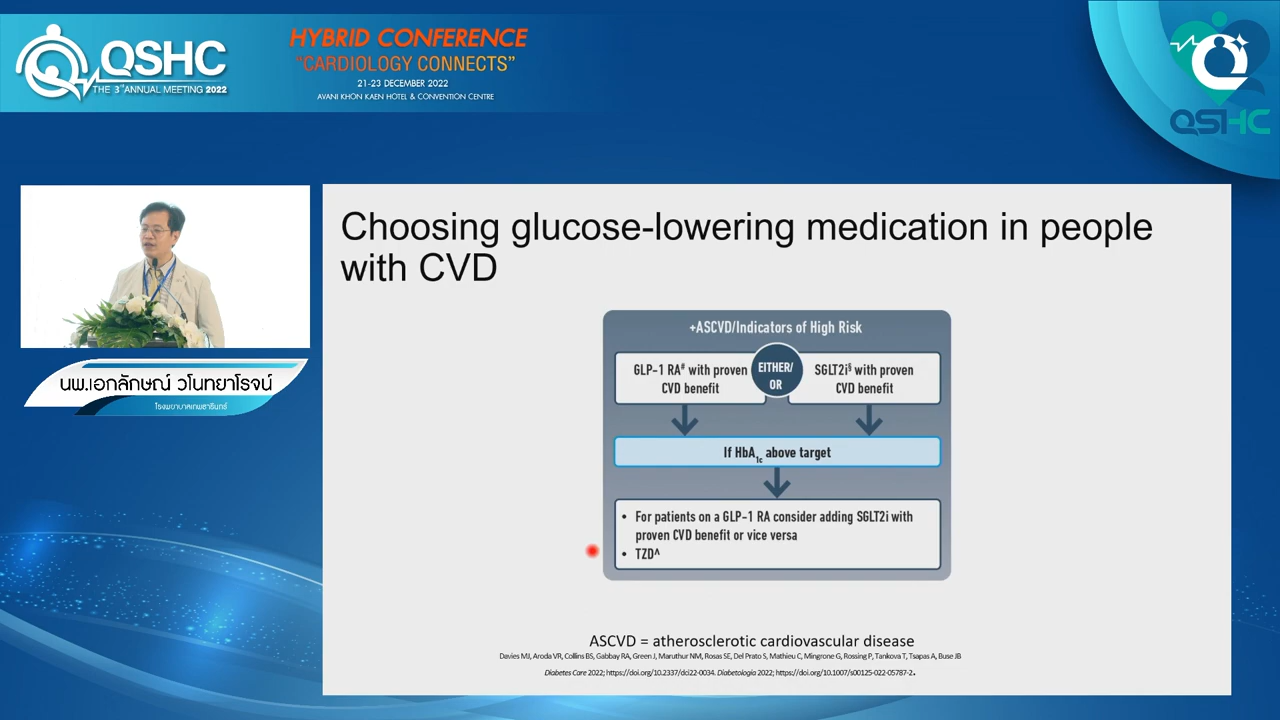 QSHC
THE 3RD ANNUAL MEETING 2022
HYBRID CONFERENCE
"CARDIOLOGY CONNECTS"
21-23 DECEMBER 2022
AVANI KHON KAEN HOTEL & CONVENTION CENTRE
QSHC
นพ.เอกลักษณ์ วโนทยาโรจน์
โรงพยาบาลเทพธารินทร์
Choosing glucose-lowering medication in people
with CVD
+ASCVD/Indicators of High Risk
GLP-1 RA# with proven
CVD benefit
EITHER/
OR
SGLT2i§ with proven
CVD benefit
If HbA1c above target
• For patients on a GLP-1 RA consider adding SGLT2i with
proven CVD benefit or vice versa
• TZD^
ASCVD = atherosclerotic cardiovascular disease
Davies MJ, Aroda VR, Collins BS, Gabbay RA, Green J, Maruthur NM, Rosas SE, Del Prato S, Mathieu C, Mingrone G, Rossing P, Tankova T, Tsapas A, Buse JB
Diabetes Care 2022; https://doi.org/10.2337/dci22-0034. Diabetologia 2022; https://doi.org/10.1007/s00125-022-05787-2.